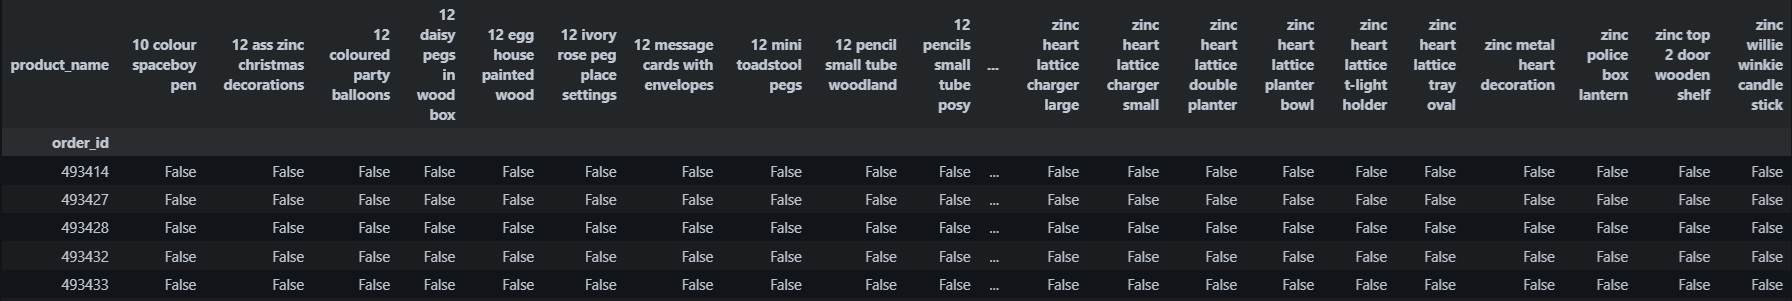 product_name 10 colour spaceboy pen 12 ass zinc christmas decorations 12 coloured party balloons 12 daisy pegs in wood box 12 egg house painted wood 12 ivory rose peg place settings 12 message cards with envelopes 12 mini toadstool pegs 12 pencil small tube woodland 12 pencils small tube posy ... zinc heart lattice charger large zinc heart lattice charger small zinc heart lattice double planter zinc heart lattice planter bowl zinc heart lattice t-light holder zinc heart lattice tray oval zinc metal heart decoration zinc police box lantern zinc top 2 door wooden shelf zinc willie winkie candle stick
order_id
493414 False False False False False False False False False False ... False False False False False False False False False False
493427 False False False False False False False False False False ... False False False False False False False False False False
493428 False False False False False False False False False False ... False False False False False False False False False False
493432 False False False False False False False False False False ... False False False False False False False False False False
493433 False False False False False False False False False False ... False False False False False False False False False False